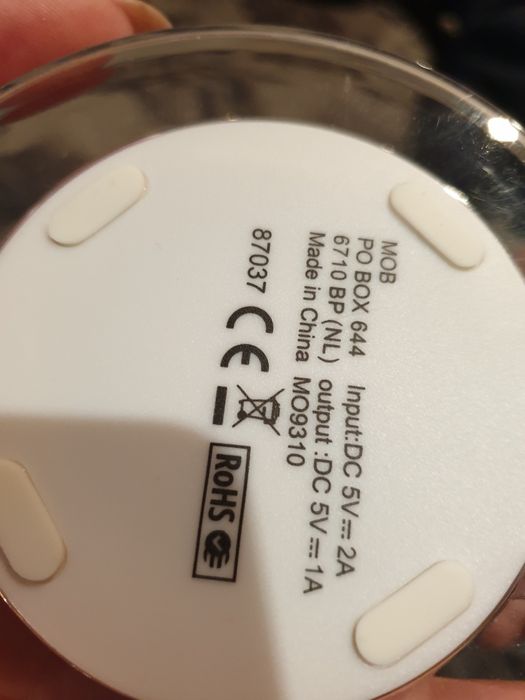 MOB
PO BOX 644 Input:DC 5V⎓ 2A
6710 BP (NL) output :DC 5V⎓ 1A
Made in China MO9310
87037 CE
RoHS